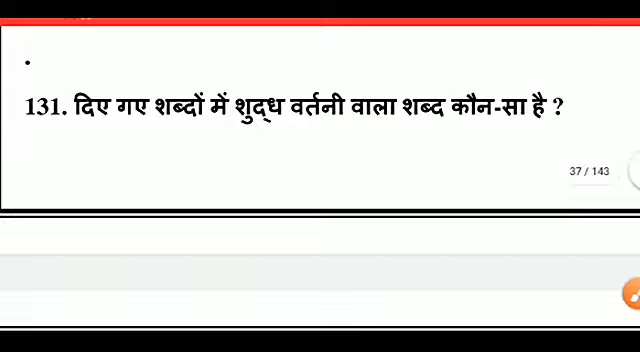 131. दिए गए शब्दों में शुद्ध वर्तनी वाला शब्द कौन-सा है ?
37 / 143